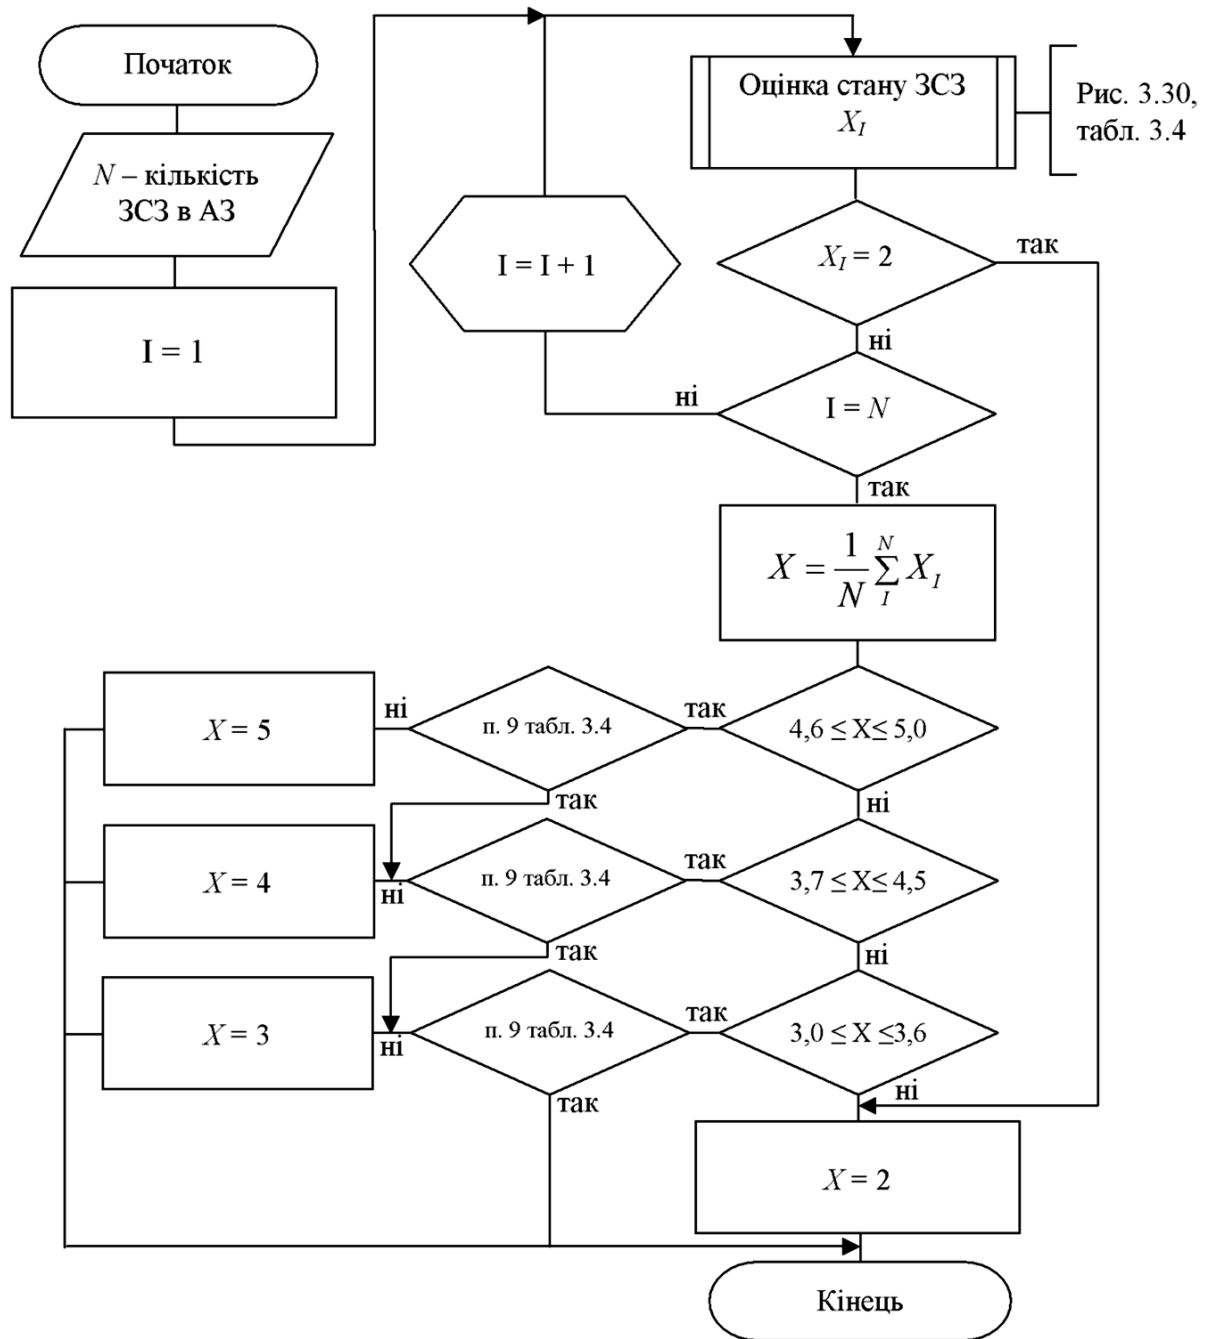 Початок
N – кількість
ЗСЗ в АЗ
I = 1
I = I + 1
Оцінка стану ЗСЗ
X_I
Рис. 3.30,
табл. 3.4
X_I = 2
так
ні
I = N
ні
так
X = \frac{1}{N} \sum_{I}^{N} X_I
4,6 ≤ X≤ 5,0
так
п. 9 табл. 3.4
ні
X = 5
так
ні
3,7 ≤ X≤ 4,5
так
п. 9 табл. 3.4
ні
X = 4
так
ні
3,0 ≤ X ≤3,6
так
п. 9 табл. 3.4
ні
X = 3
так
ні
X = 2
Кінець